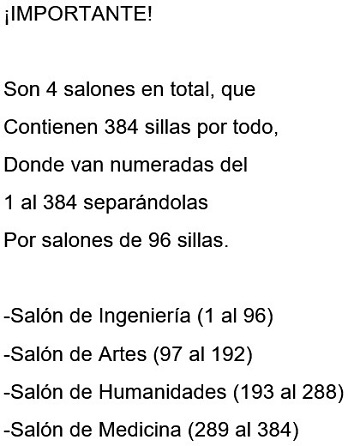 ¡IMPORTANTE!
Son 4 salones en total, que
Contienen 384 sillas por todo,
Donde van numeradas del
1 al 384 separándolas
Por salones de 96 sillas.
-Salón de Ingeniería (1 al 96)
-Salón de Artes (97 al 192)
-Salón de Humanidades (193 al 288)
-Salón de Medicina (289 al 384)